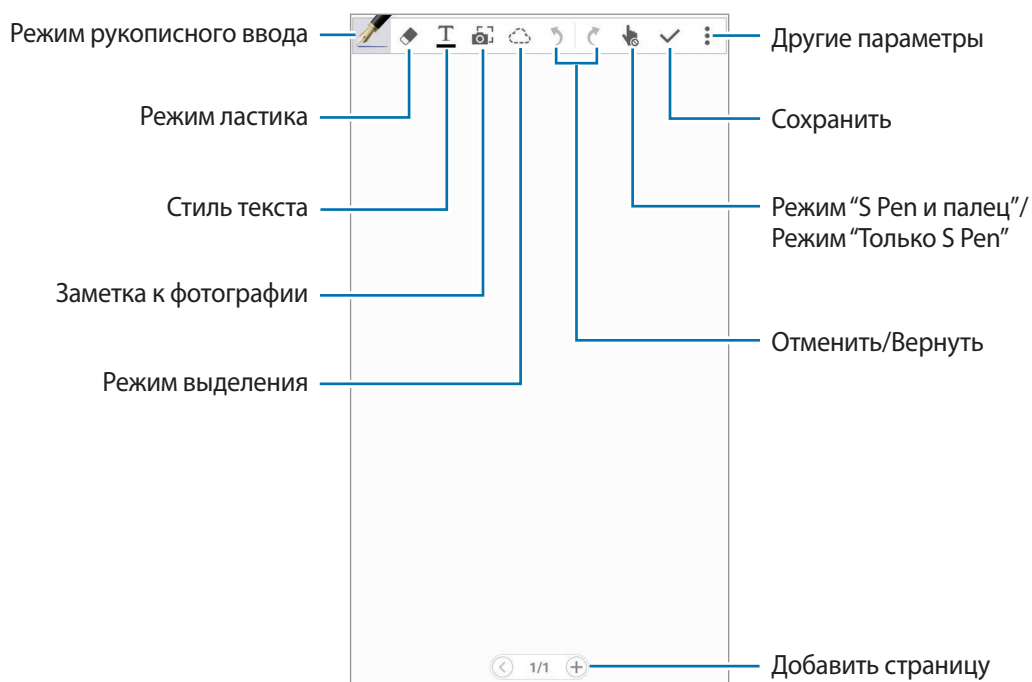 Режим рукописного ввода
Другие параметры
Режим ластика
Сохранить
Стиль текста
Режим “S Pen и палец”/
Режим “Только S Pen”
Заметка к фотографии
Отменить/Вернуть
Режим выделения
1/1
Добавить страницу